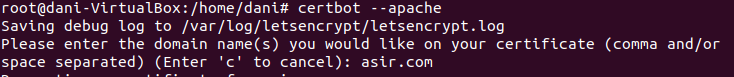 root@dani-VirtualBox:/home/dani# certbot --apache
Saving debug log to /var/log/letsencrypt/letsencrypt.log
Please enter the domain name(s) you would like on your certificate (comma and/or
space separated) (Enter 'c' to cancel): asir.com